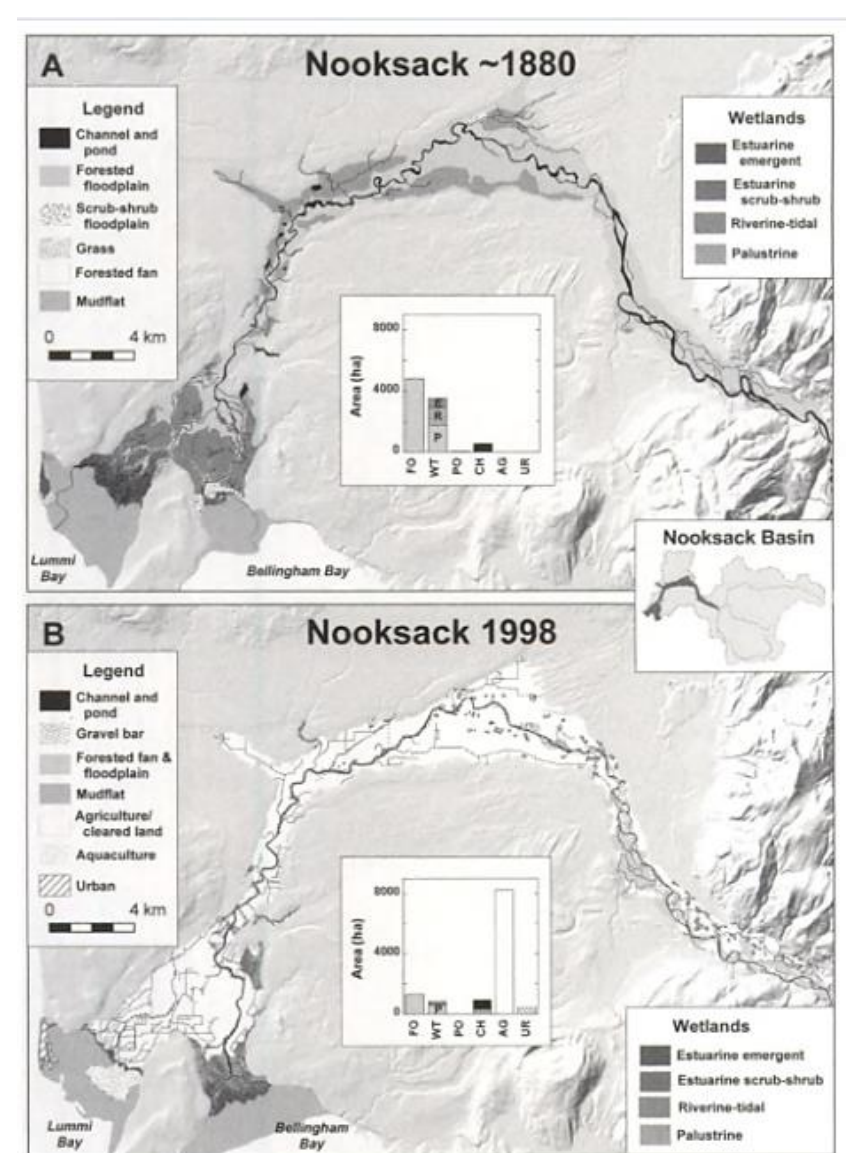 A
Nooksack ~1880
Legend
Channel and
pond
Forested
floodplain
Scrub-shrub
floodplain
Grass
Forested fan
Mudflat
0 4 km
Wetlands
Estuarine
emergent
Estuarine
scrub-shrub
Riverine-tidal
Palustrine
Area (ha)
8000
4000
0
E
R
P
FO
WT
PO
CH
AG
UR
Lummi
Bay
Bellingham Bay
Nooksack Basin
B
Nooksack 1998
Legend
Channel and
pond
Gravel bar
Forested fan &
floodplain
Mudflat
Agriculture/
cleared land
Aquaculture
Urban
0 4 km
Area (ha)
8000
4000
0
P
FO
WT
PO
CH
AG
UR
Wetlands
Estuarine emergent
Estuarine scrub-shrub
Riverine-tidal
Palustrine
Lummi
Bay
Bellingham
Bay